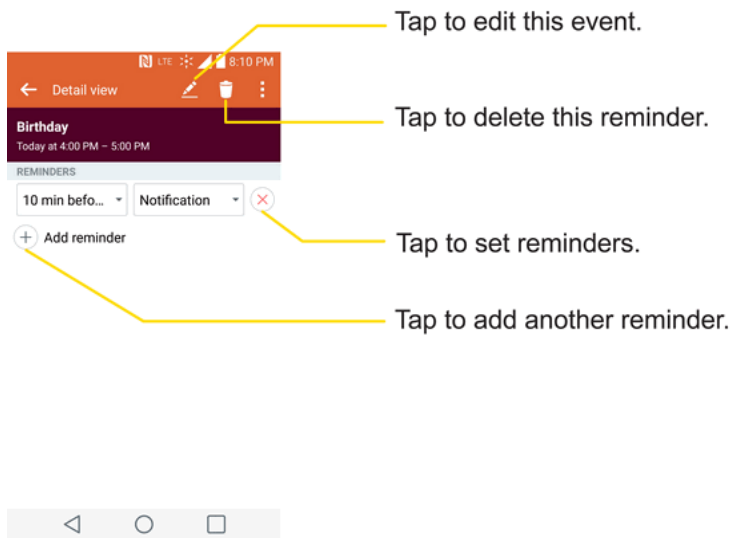 Tap to edit this event.
LTE 8:10 PM
Detail view
Tap to delete this reminder.
Birthday
Today at 4:00 PM – 5:00 PM
REMINDERS
10 min befo... Notification
Add reminder
Tap to set reminders.
Tap to add another reminder.